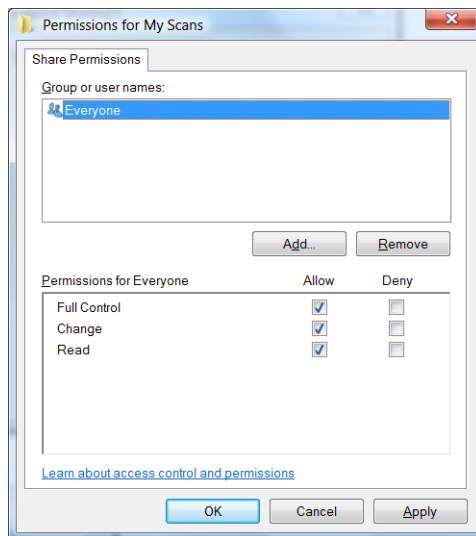 Permissions for My Scans
Share Permissions
Group or user names:
Everyone
Add...
Remove
Permissions for Everyone Allow Deny
Full Control
Change
Read
Learn about access control and permissions
OK Cancel Apply